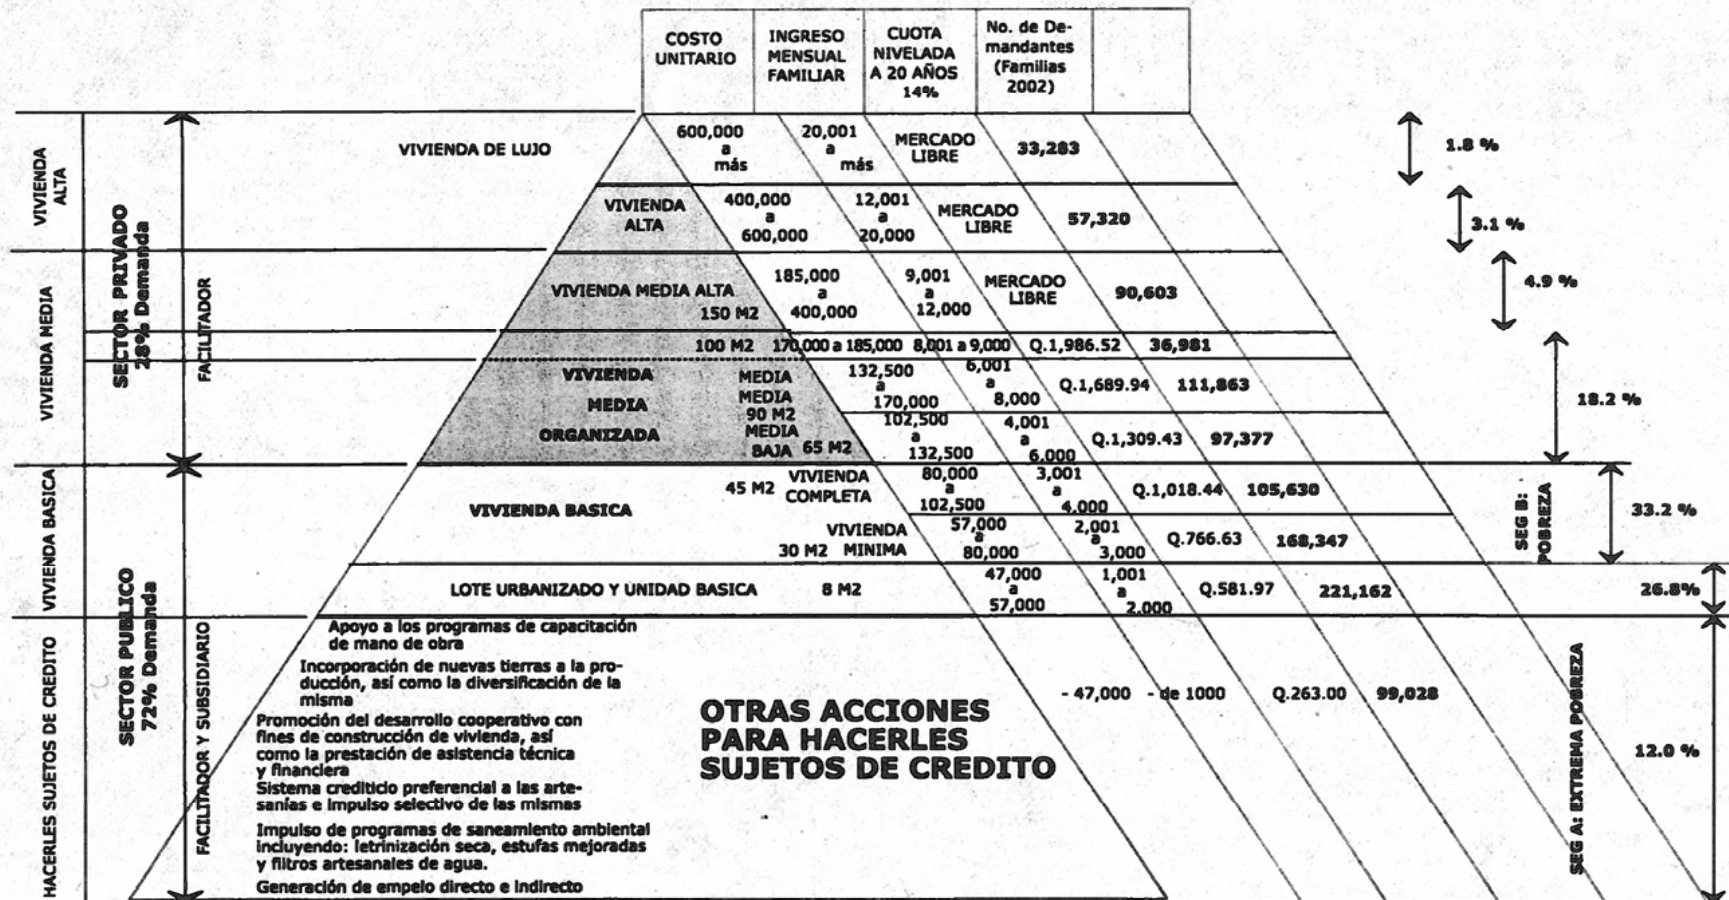 COSTO
UNITARIO
INGRESO
MENSUAL
FAMILIAR
CUOTA
NIVELADA
A 20 AÑOS
14%
No. de De-
mandantes
(Familias
2002)
VIVIENDA
ALTA
VIVIENDA MEDIA
VIVIENDA BASICA
HACERLES SUJETOS DE CREDITO
SECTOR PRIVADO
28% Demanda
SECTOR PUBLICO
72% Demanda
FACILITADOR
FACILITADOR Y SUBSIDIARIO
VIVIENDA DE LUJO
600,000
a
más
20,001
a
más
MERCADO
LIBRE
33,283
1.8 %
VIVIENDA
ALTA
400,000
a
600,000
12,001
a
20,000
MERCADO
LIBRE
57,320
3.1 %
VIVIENDA MEDIA ALTA
150 M2
185,000
a
400,000
9,001
a
12,000
MERCADO
LIBRE
90,603
4.9 %
100 M2 170,000 a 185,000 8,001 a 9,000 Q.1,986.52 36,981
VIVIENDA
MEDIA
ORGANIZADA
MEDIA
MEDIA
90 M2
132,500
a
170,000
6,001
a
8,000
Q.1,689.94 111,863
18.2 %
MEDIA
BAJA 65 M2
102,500
a
132,500
4,001
a
6.000
Q.1,309.43 97,377
VIVIENDA BASICA
45 M2 VIVIENDA
COMPLETA
80,000
a
102,500
3,001
a
4.000
Q.1,018.44 105,630
SEG B:
POBREZA
33.2 %
VIVIENDA
30 M2 MINIMA
57,000
a
80,000
2,001
a
3,000
Q.766.63 168,347
LOTE URBANIZADO Y UNIDAD BASICA 8 M2
47,000
a
57,000
1,001
a
2.000
Q.581.97 221,162
26.8%
Apoyo a los programas de capacitación
de mano de obra
Incorporación de nuevas tierras a la pro-
ducción, así como la diversificación de la
misma
Promoción del desarrollo cooperativo con
fines de construcción de vivienda, así
como la prestación de asistencia técnica
y financiera
Sistema crediticio preferencial a las arte-
sanías e impulso selectivo de las mismas
Impulso de programas de saneamiento ambiental
incluyendo: letrinización seca, estufas mejoradas
y filtros artesanales de agua.
Generación de empelo directo e indirecto
OTRAS ACCIONES
PARA HACERLES
SUJETOS DE CREDITO
- 47,000 - de 1000 Q.263.00 99,028
SEG A: EXTREMA POBREZA
12.0 %